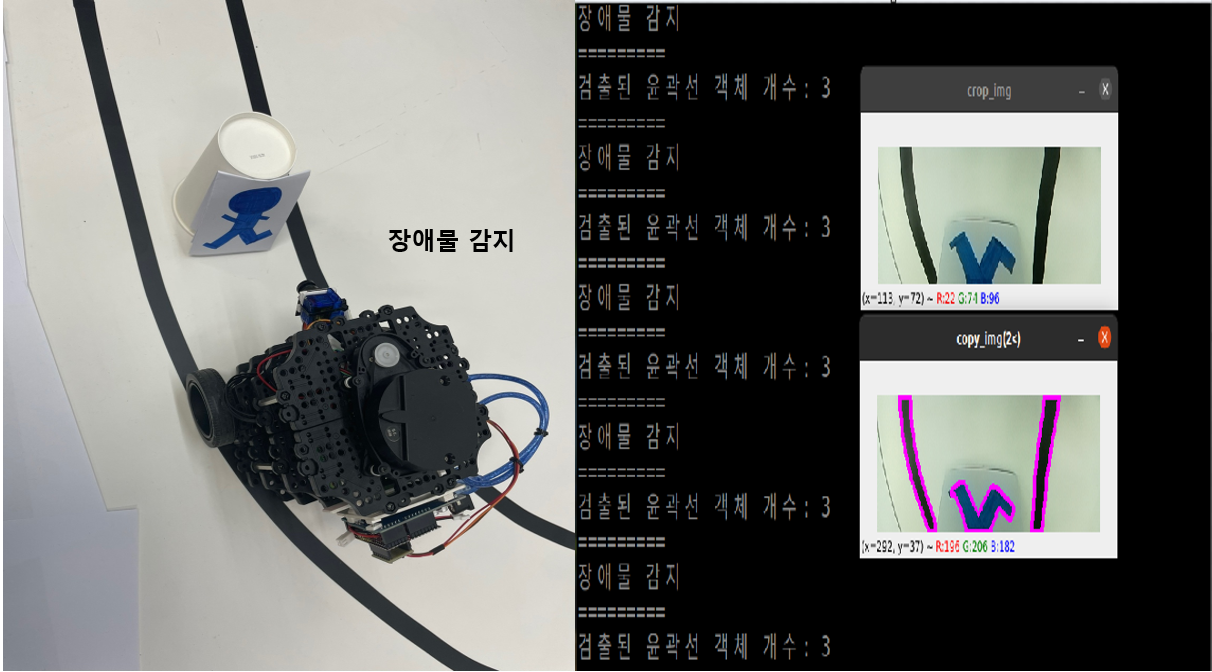 장애물 감지
장애물 감지
=========
검출된 윤곽선 객체 개수: 3
=========
장애물 감지
=========
검출된 윤곽선 객체 개수: 3
=========
장애물 감지
=========
검출된 윤곽선 객체 개수: 3
=========
장애물 감지
=========
검출된 윤곽선 객체 개수: 3
=========
장애물 감지
=========
검출된 윤곽선 객체 개수: 3
crop_img
(x=113, y=72) ~ R:22 G:74 B:96
copy_img(2<)
(x=292, y=37) ~ R:196 G:206 B:182